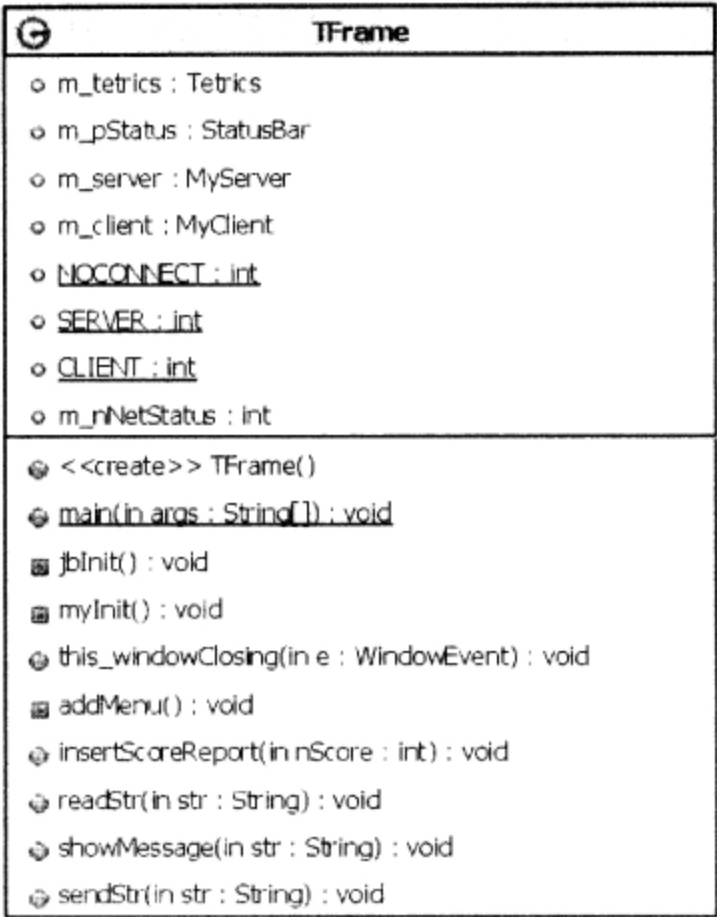 TFrame
m_tetrics : Tetrics
m_pStatus : StatusBar
m_server : MyServer
m_client : MyClient
NOCONNECT : int
SERVER : int
CLIENT : int
m_nNetStatus : int
<<create>> TFrame()
main(in args : String[]) : void
jbInit() : void
myInit() : void
this_windowClosing(in e : WindowEvent) : void
addMenu() : void
insertScoreReport(in nScore : int) : void
readStr(in str : String) : void
showMessage(in str : String) : void
sendStr(in str : String) : void